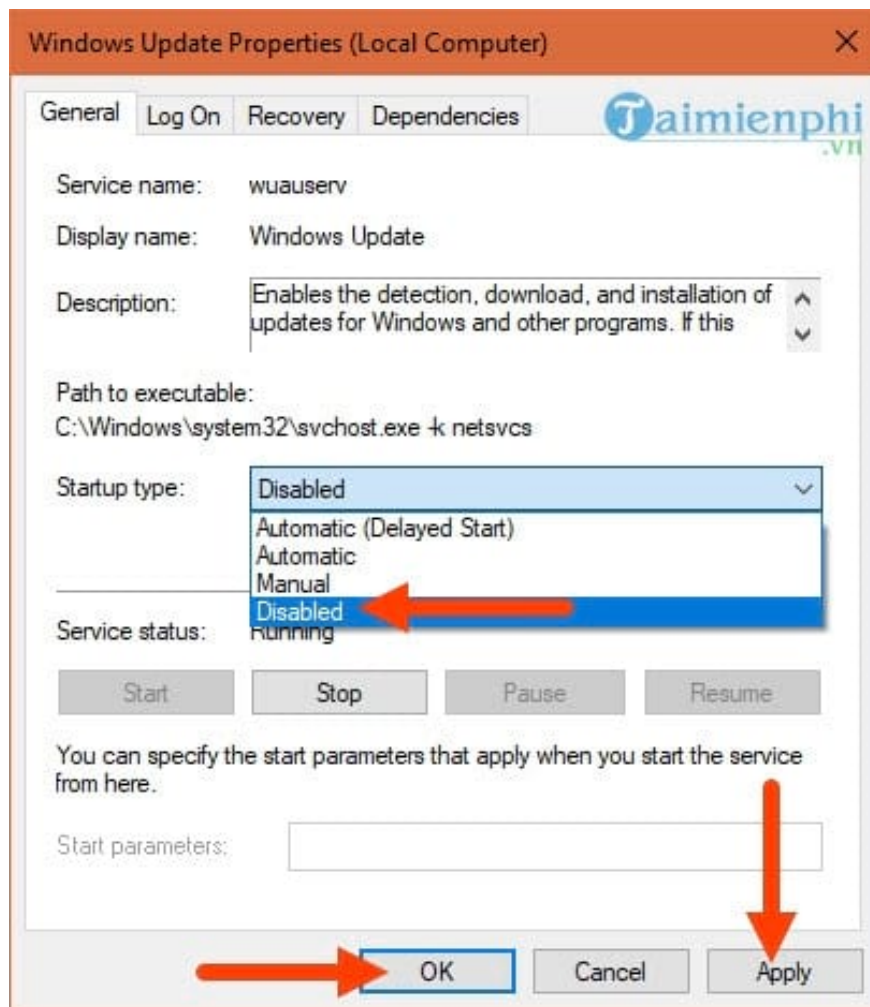 Windows Update Properties (Local Computer)
General Log On Recovery Dependencies
Taimienphi
.vn
Service name: wuauserv
Display name: Windows Update
Description: Enables the detection, download, and installation of
updates for Windows and other programs. If this
Path to executable:
C:\Windows\system32\svchost.exe -k netsvcs
Startup type: Disabled
Automatic (Delayed Start)
Automatic
Manual
Disabled
Service status: Running
Start Stop Pause Resume
You can specify the start parameters that apply when you start the service
from here.
Start parameters:
OK Cancel Apply